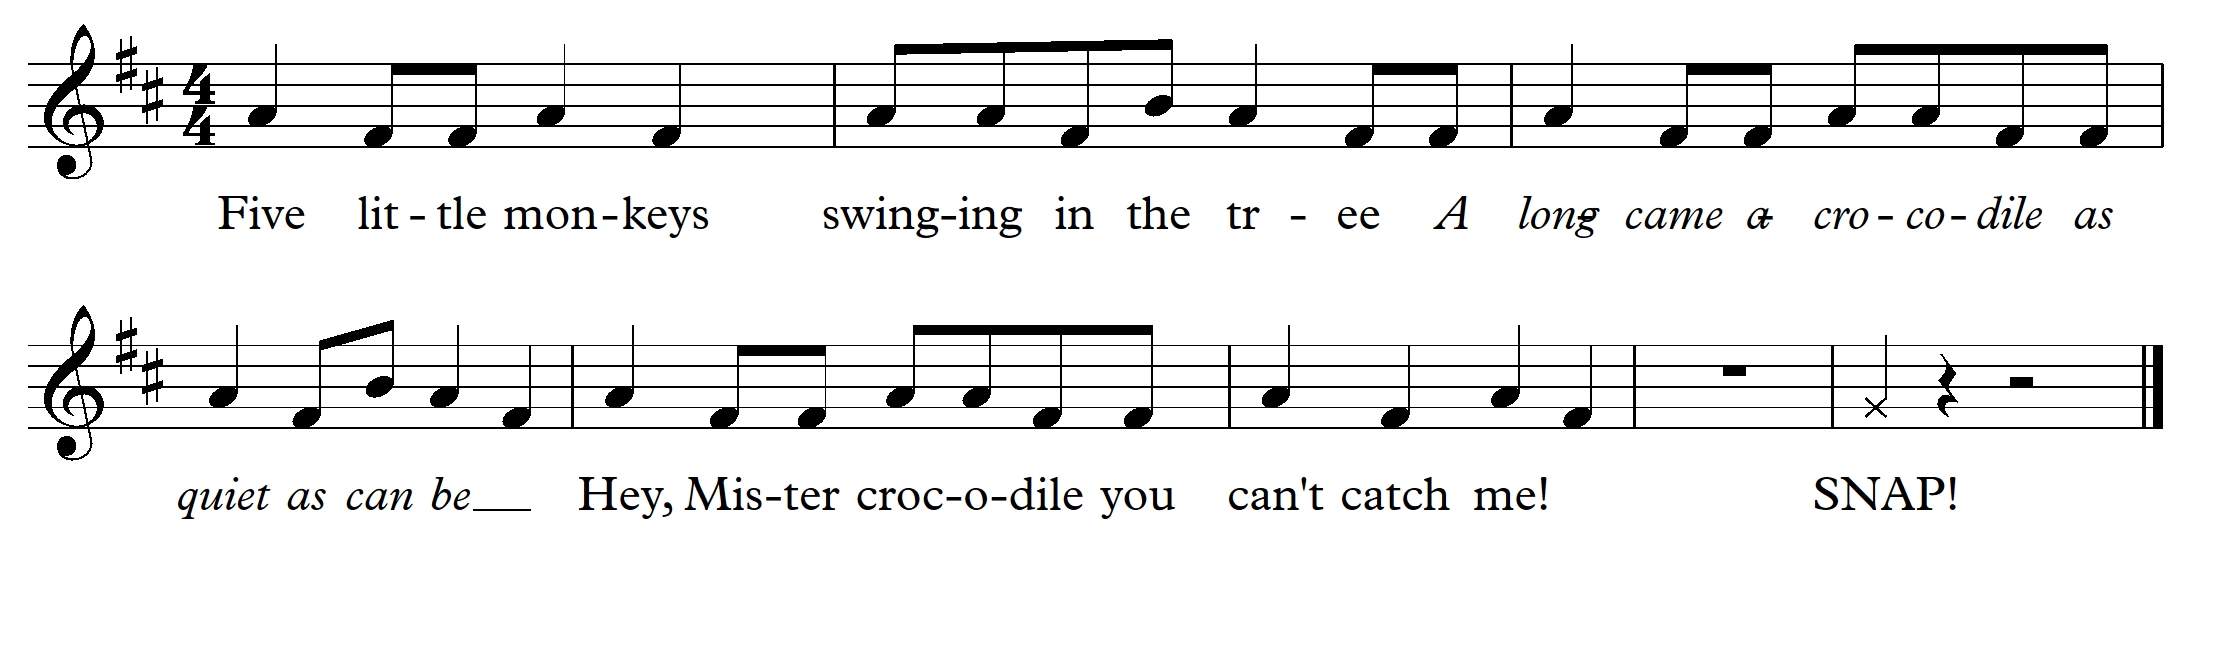 Five lit - tle mon - keys swing-ing in the tr - ee A long came a cro - co - dile as
quiet as can be__ Hey, Mis-ter croc-o-dile you can't catch me! SNAP!